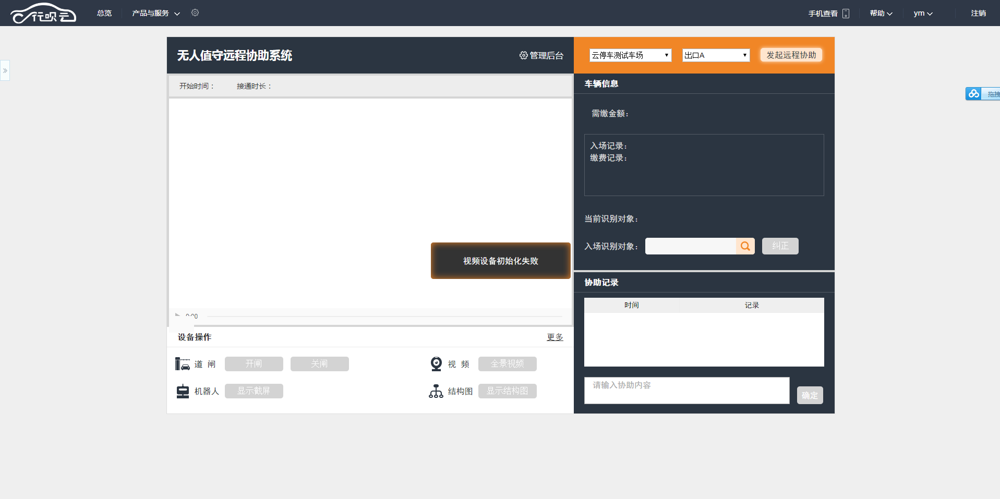 行呗云
总览
产品与服务
手机查看
帮助
ym
注销
无人值守远程协助系统
管理后台
云停车测试车场
出口A
发起远程协助
开始时间：
接通时长：
车辆信息
拖拽
需缴金额：
入场记录：
缴费记录：
当前识别对象：
入场识别对象：
纠正
视频设备初始化失败
协助记录
时间
记录
0:00
设备操作
更多
道 闸
开闸
关闸
视 频
全景视频
机器人
显示截屏
结构图
显示结构图
请输入协助内容
确定